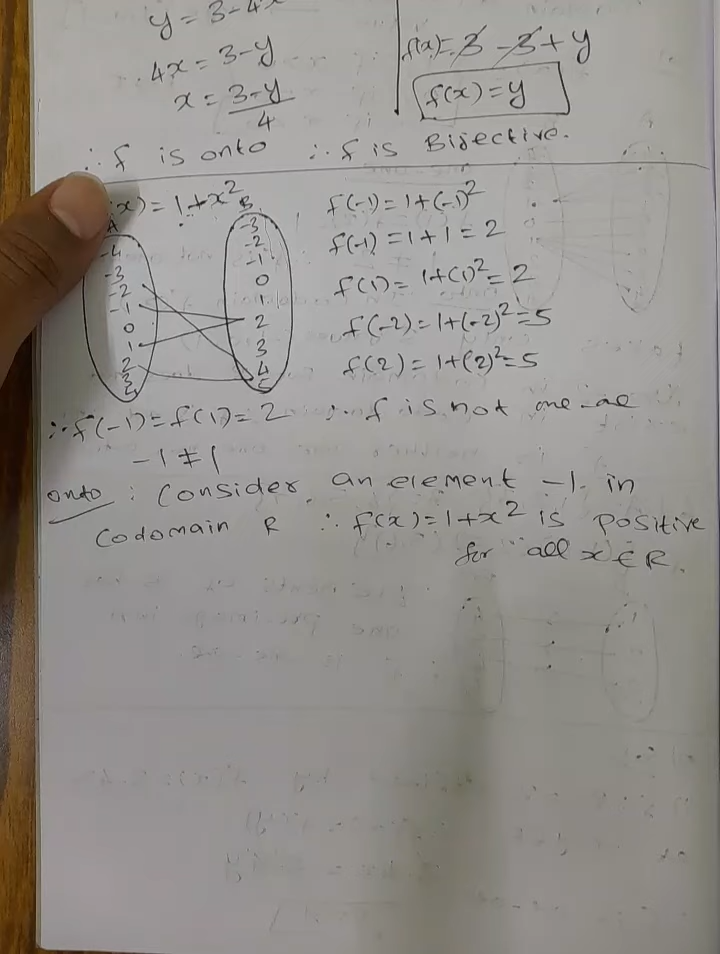 y = 3-4x
4x = 3-y
x = 3-y/4
f(x)=3-3+y
f(x)=y
∴ f is onto ∴ f is Bijective.
(x) = 1+x²
A
B
-4
-3
-2
-1
0
1
2
3
4
-3
-2
-1
0
1
2
3
4
5
f(-1)=1+(-1)²
f(-1)=1+1=2
f(1)=1+(1)²=2
f(-2)=1+(-2)²=5
f(2)=1+(2)²=5
∴ f(-1)=f(1)=2 ∴ f is not one-one
-1≠1
onto : Consider an element -1 in
Codomain R ∴ f(x)=1+x² is positive
for all x∈R.